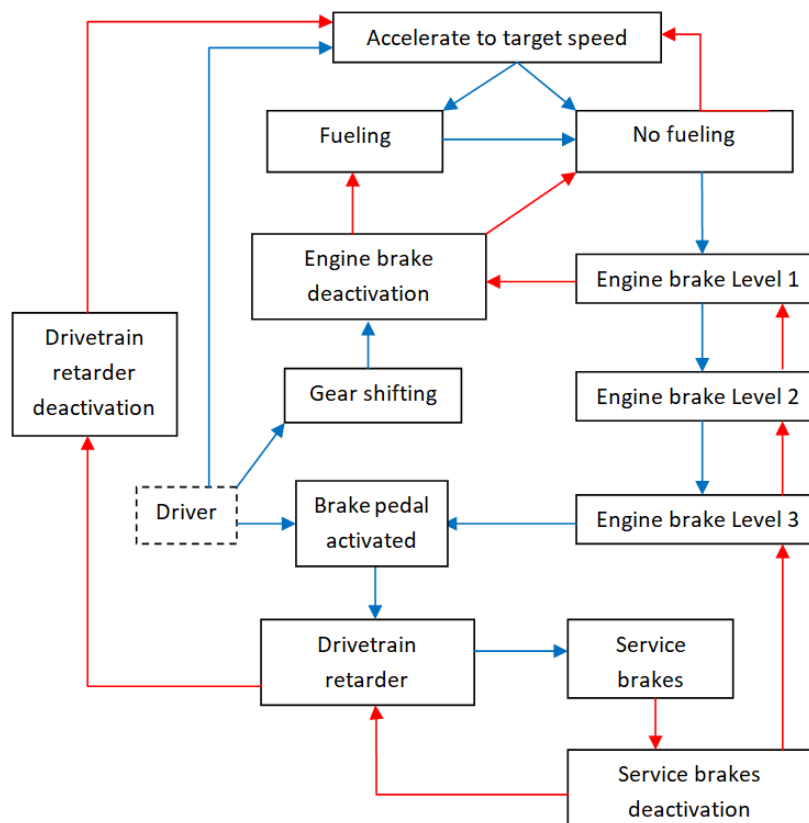 Accelerate to target speed
Fueling
No fueling
Engine brake
deactivation
Engine brake Level 1
Drivetrain
retarder
deactivation
Gear shifting
Engine brake Level 2
Driver
Brake pedal
activated
Engine brake Level 3
Drivetrain
retarder
Service
brakes
Service brakes
deactivation